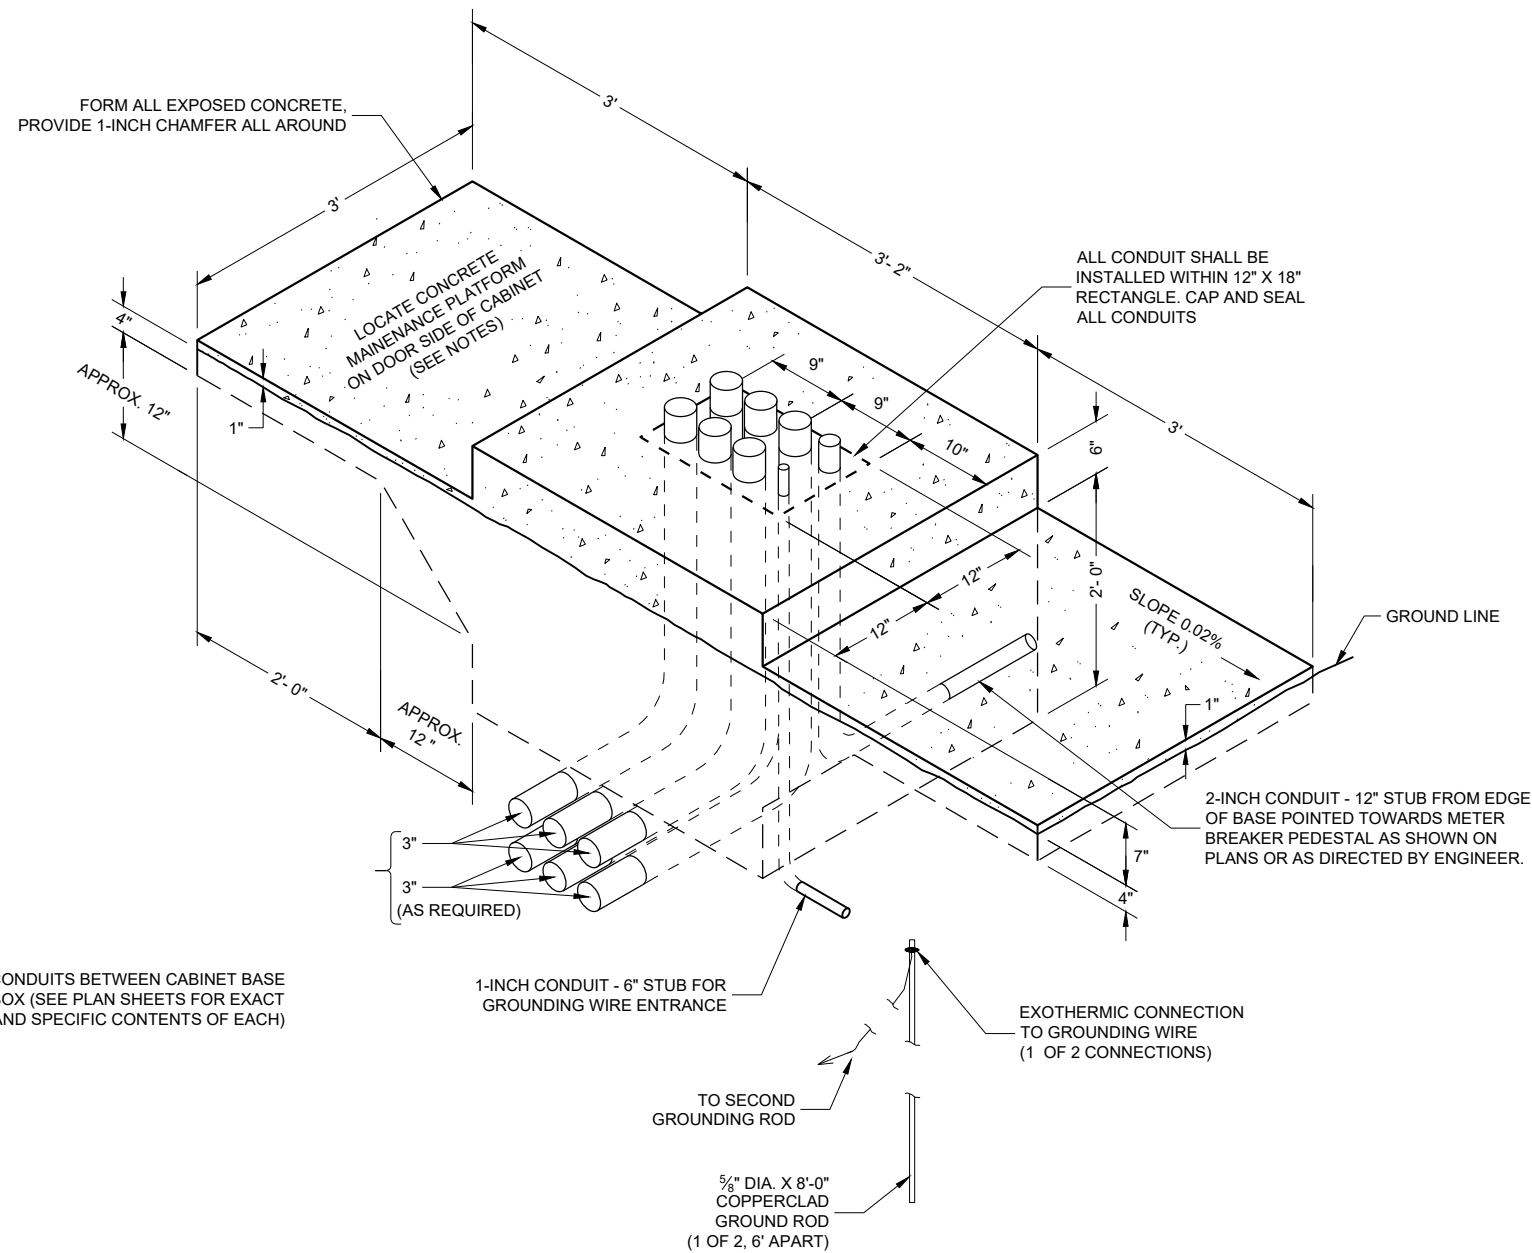 3'
FORM ALL EXPOSED CONCRETE,
PROVIDE 1-INCH CHAMFER ALL AROUND
3'
3'- 2"
ALL CONDUIT SHALL BE
INSTALLED WITHIN 12" X 18"
RECTANGLE. CAP AND SEAL
ALL CONDUITS
LOCATE CONCRETE
MAINENANCE PLATFORM
ON DOOR SIDE OF CABINET
(SEE NOTES)
4"
APPROX. 12"
1"
9"
9"
10"
3'
6"
2'- 0"
12"
12"
SLOPE 0.02%
(TYP.)
GROUND LINE
2'- 0"
APPROX.
12 "
1"
2-INCH CONDUIT - 12" STUB FROM EDGE
OF BASE POINTED TOWARDS METER
BREAKER PEDESTAL AS SHOWN ON
PLANS OR AS DIRECTED BY ENGINEER.
7"
4"
3"
3"
(AS REQUIRED)
CONDUITS BETWEEN CABINET BASE
BOX (SEE PLAN SHEETS FOR EXACT
AND SPECIFIC CONTENTS OF EACH)
1-INCH CONDUIT - 6" STUB FOR
GROUNDING WIRE ENTRANCE
EXOTHERMIC CONNECTION
TO GROUNDING WIRE
(1 OF 2 CONNECTIONS)
TO SECOND
GROUNDING ROD
⅝" DIA. X 8'-0"
COPPERCLAD
GROUND ROD
(1 OF 2, 6' APART)